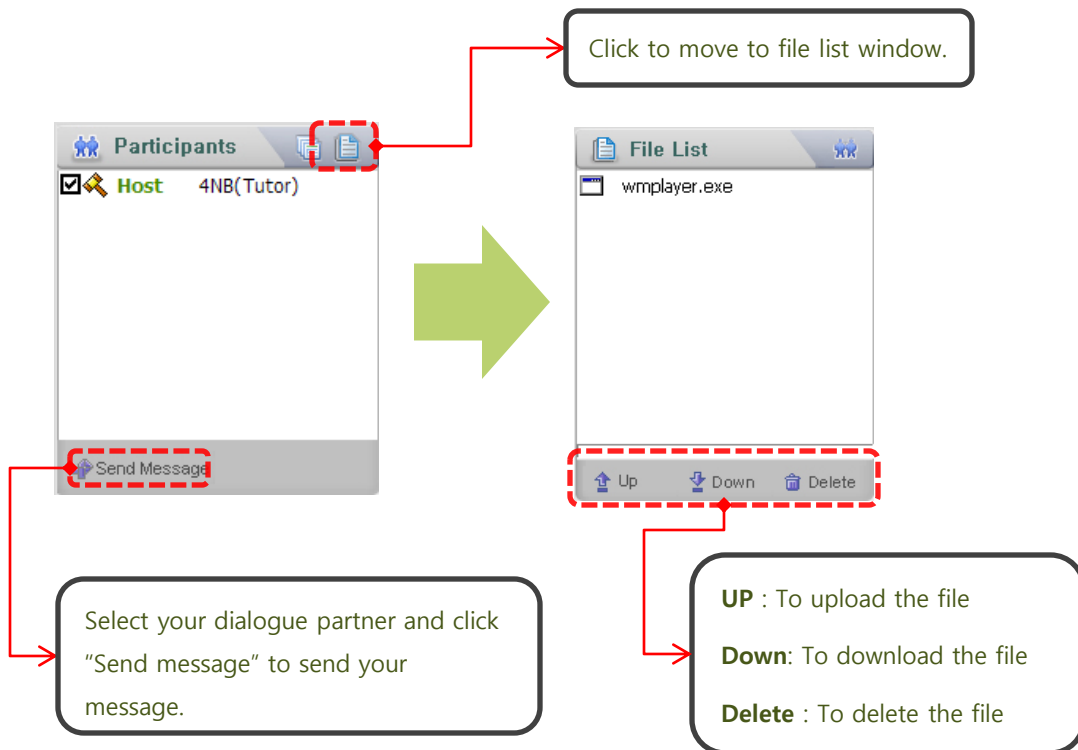 Click to move to file list window.
Participants
Host 4NB(Tutor)
Send Message
File List
wmplayer.exe
Up Down Delete
Select your dialogue partner and click
“Send message” to send your
message.
UP : To upload the file
Down: To download the file
Delete : To delete the file